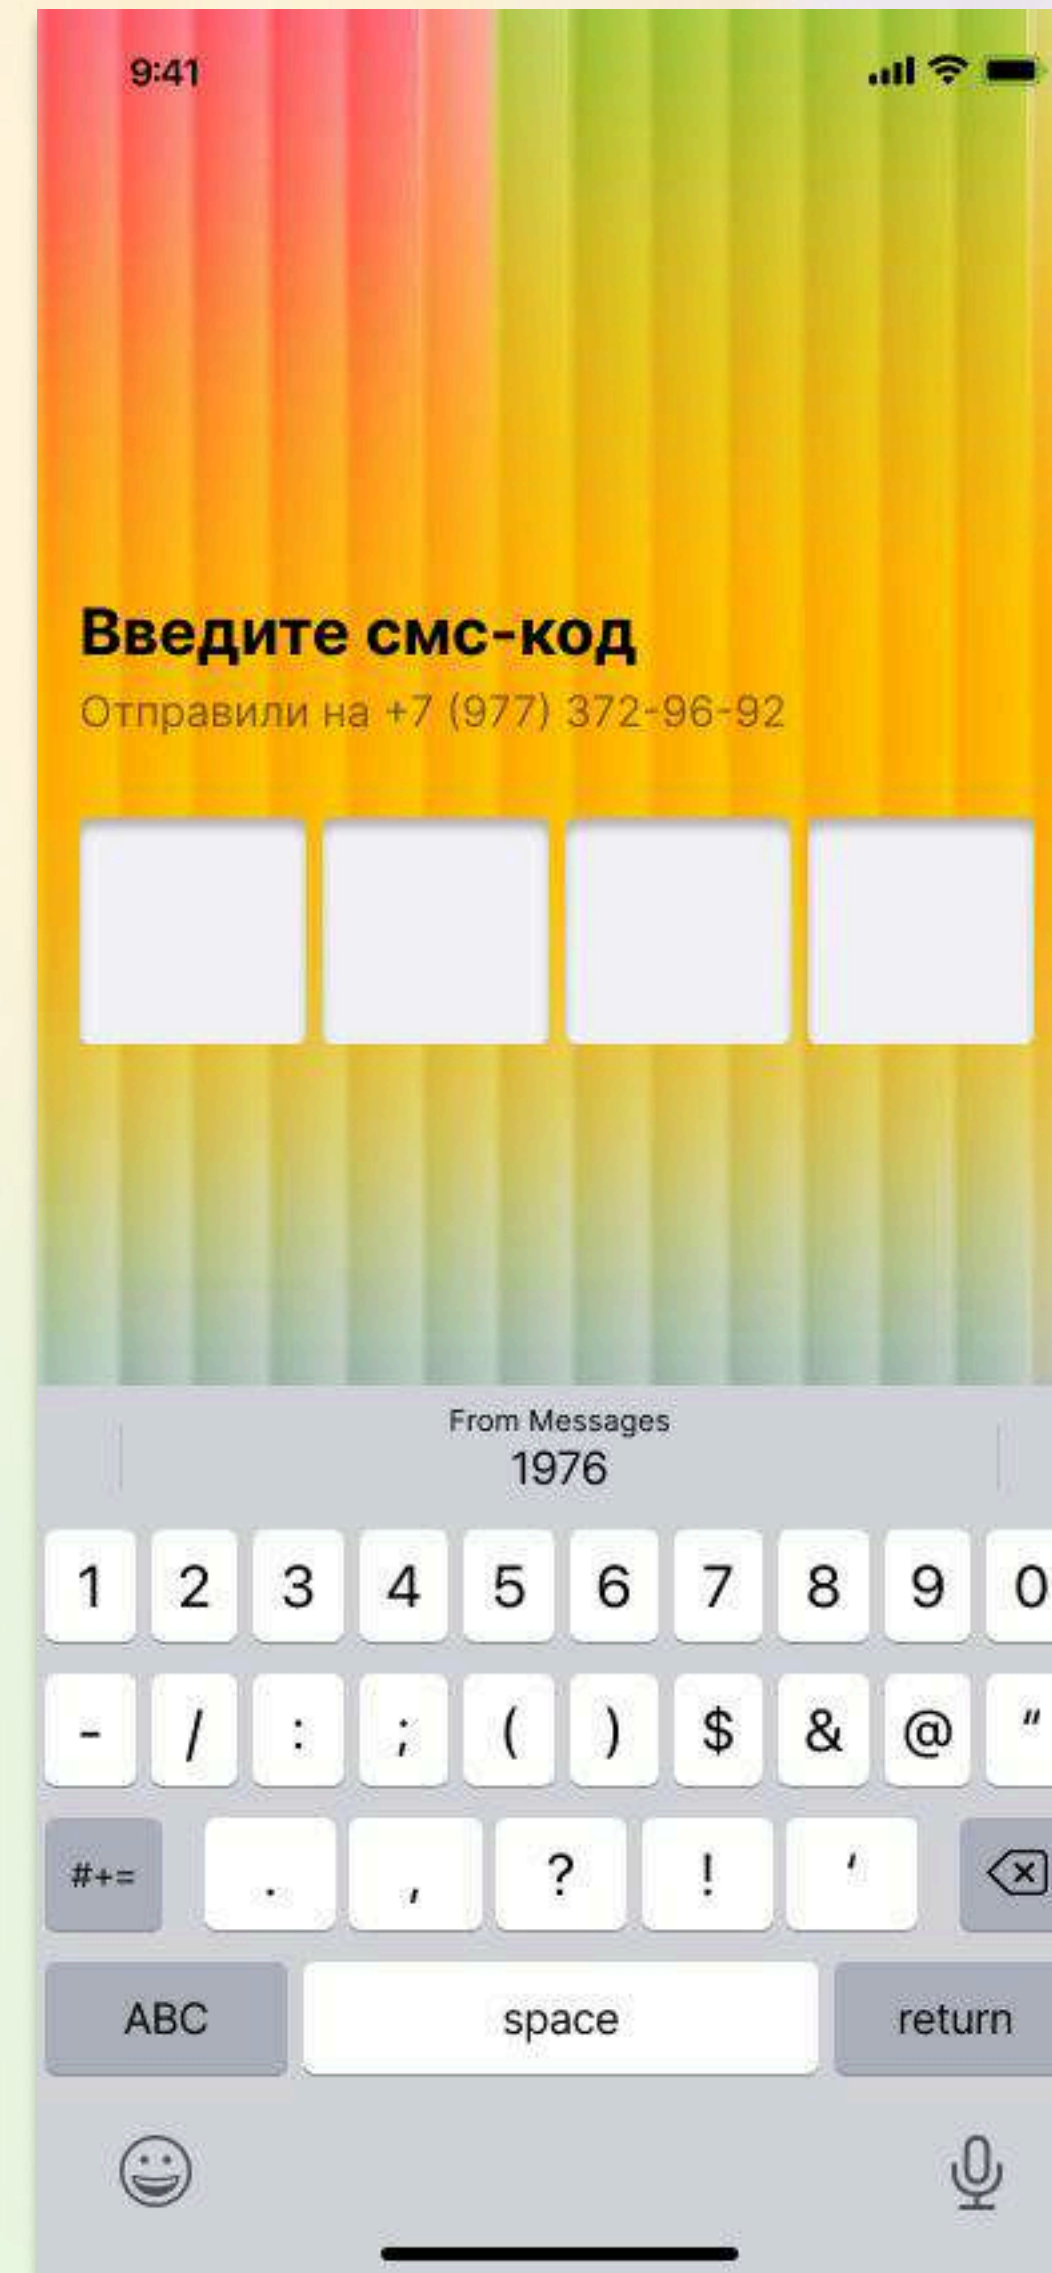 9:41
Введите смс-код
Отправили на +7 (977) 372-96-92
From Messages
1976
1 2 3 4 5 6 7 8 9 0
- / : ; ( ) $ & @ "
#+= . , ? ! '
ABC space return